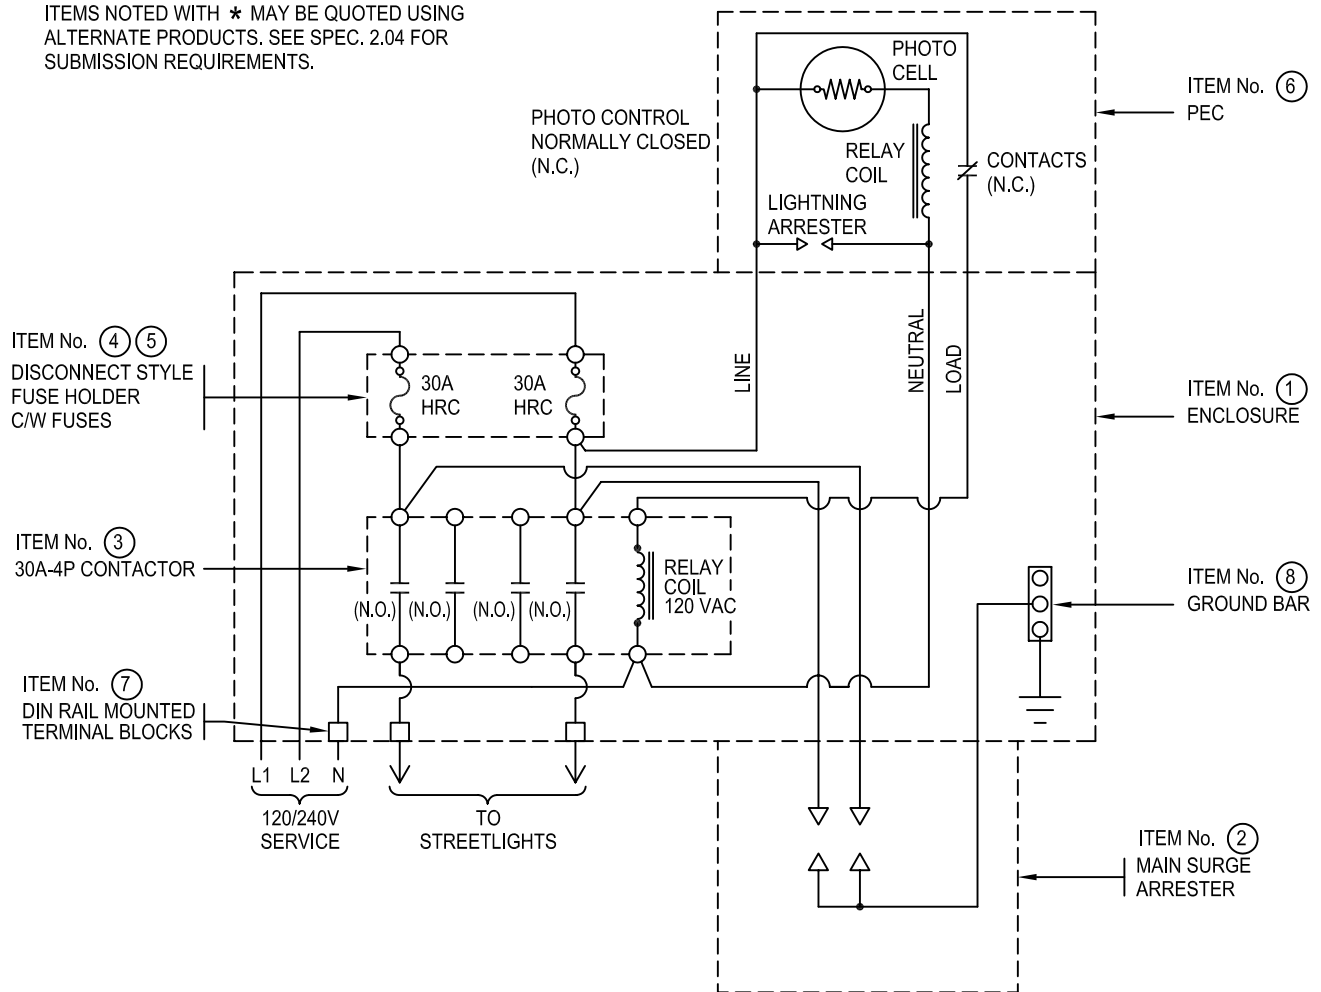 ITEMS NOTED WITH * MAY BE QUOTED USING
ALTERNATE PRODUCTS. SEE SPEC. 2.04 FOR
SUBMISSION REQUIREMENTS.
PHOTO
CELL
ITEM No. 6
PEC
PHOTO CONTROL
NORMALLY CLOSED
(N.C.)
RELAY
COIL
CONTACTS
(N.C.)
LIGHTNING
ARRESTER
ITEM No. 4 5
DISCONNECT STYLE
FUSE HOLDER
C/W FUSES
30A
HRC
30A
HRC
LINE
NEUTRAL
LOAD
ITEM No. 1
ENCLOSURE
ITEM No. 3
30A-4P CONTACTOR
(N.O.)
(N.O.)
(N.O.)
(N.O.)
RELAY
COIL
120 VAC
ITEM No. 8
GROUND BAR
ITEM No. 7
DIN RAIL MOUNTED
TERMINAL BLOCKS
L1
L2
N
120/240V
SERVICE
TO
STREETLIGHTS
ITEM No. 2
MAIN SURGE
ARRESTER